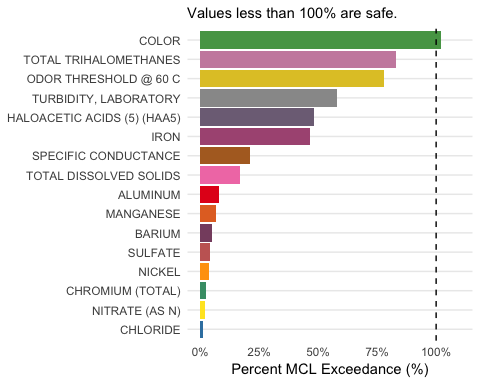 Values less than 100% are safe.
COLOR
TOTAL TRIHALOMETHANES
ODOR THRESHOLD @ 60 C
TURBIDITY, LABORATORY
HALOACETIC ACIDS (5) (HAA5)
IRON
SPECIFIC CONDUCTANCE
TOTAL DISSOLVED SOLIDS
ALUMINUM
MANGANESE
BARIUM
SULFATE
NICKEL
CHROMIUM (TOTAL)
NITRATE (AS N)
CHLORIDE
0% 25% 50% 75% 100%
Percent MCL Exceedance (%)